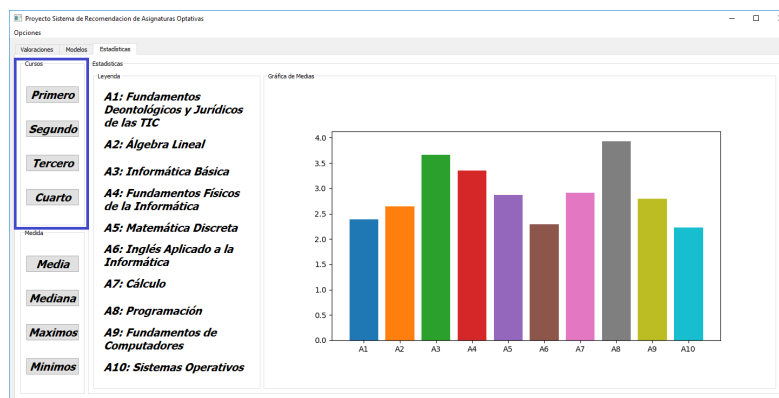 Proyecto Sistema de Recomendacion de Asignaturas Optativas
Opciones
Valoraciones Modelos Estadisticas
Cursos
Primero
Segundo
Tercero
Cuarto
Medida
Media
Mediana
Maximos
Minimos
Estadisticas
Leyenda
A1: Fundamentos
Deontológicos y Jurídicos
de las TIC
A2: Álgebra Lineal
A3: Informática Básica
A4: Fundamentos Físicos
de la Informática
A5: Matemática Discreta
A6: Inglés Aplicado a la
Informática
A7: Cálculo
A8: Programación
A9: Fundamentos de
Computadores
A10: Sistemas Operativos
Gráfica de Medias
4.0
3.5
3.0
2.5
2.0
1.5
1.0
0.5
0.0
A1 A2 A3 A4 A5 A6 A7 A8 A9 A10